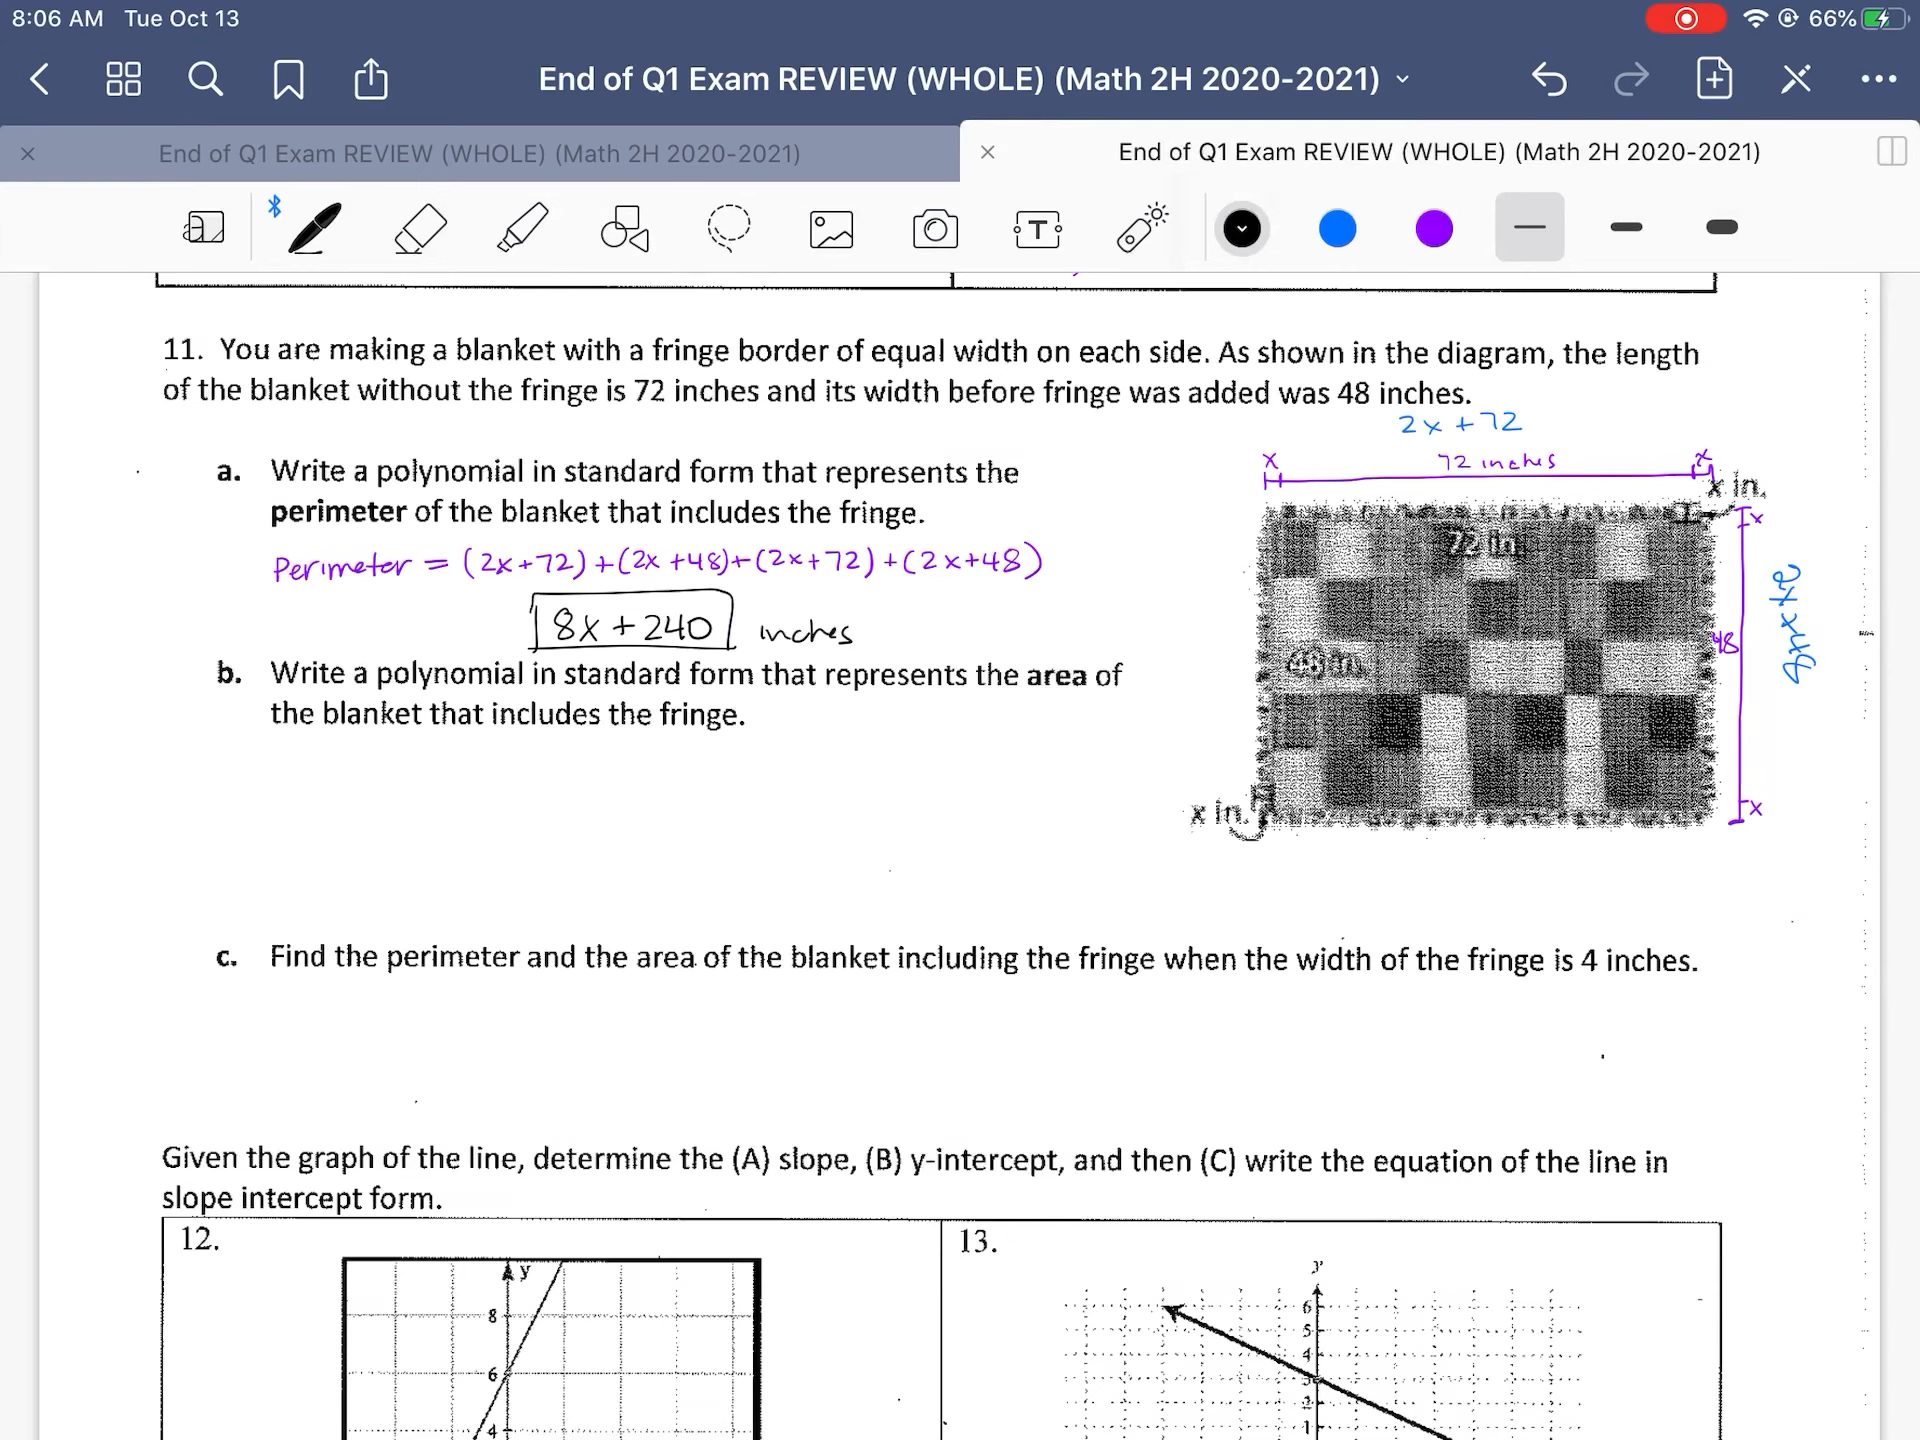 8:06 AM Tue Oct 13
66%
End of Q1 Exam REVIEW (WHOLE) (Math 2H 2020-2021)
End of Q1 Exam REVIEW (WHOLE) (Math 2H 2020-2021)
End of Q1 Exam REVIEW (WHOLE) (Math 2H 2020-2021)
T
11. You are making a blanket with a fringe border of equal width on each side. As shown in the diagram, the length
of the blanket without the fringe is 72 inches and its width before fringe was added was 48 inches.
2x + 72
x 72 inches x
x in.
a. Write a polynomial in standard form that represents the
perimeter of the blanket that includes the fringe.
Perimeter = (2x+72)+(2x+48)+(2x+72)+(2x+48)
8x + 240 inches
72 in.
x
48 in.
48
2x+48
x
x in.
b. Write a polynomial in standard form that represents the area of
the blanket that includes the fringe.
c. Find the perimeter and the area of the blanket including the fringe when the width of the fringe is 4 inches.
Given the graph of the line, determine the (A) slope, (B) y-intercept, and then (C) write the equation of the line in
slope intercept form.
12.
y
8
6
4
13.
y
6
5
4
3
2
1